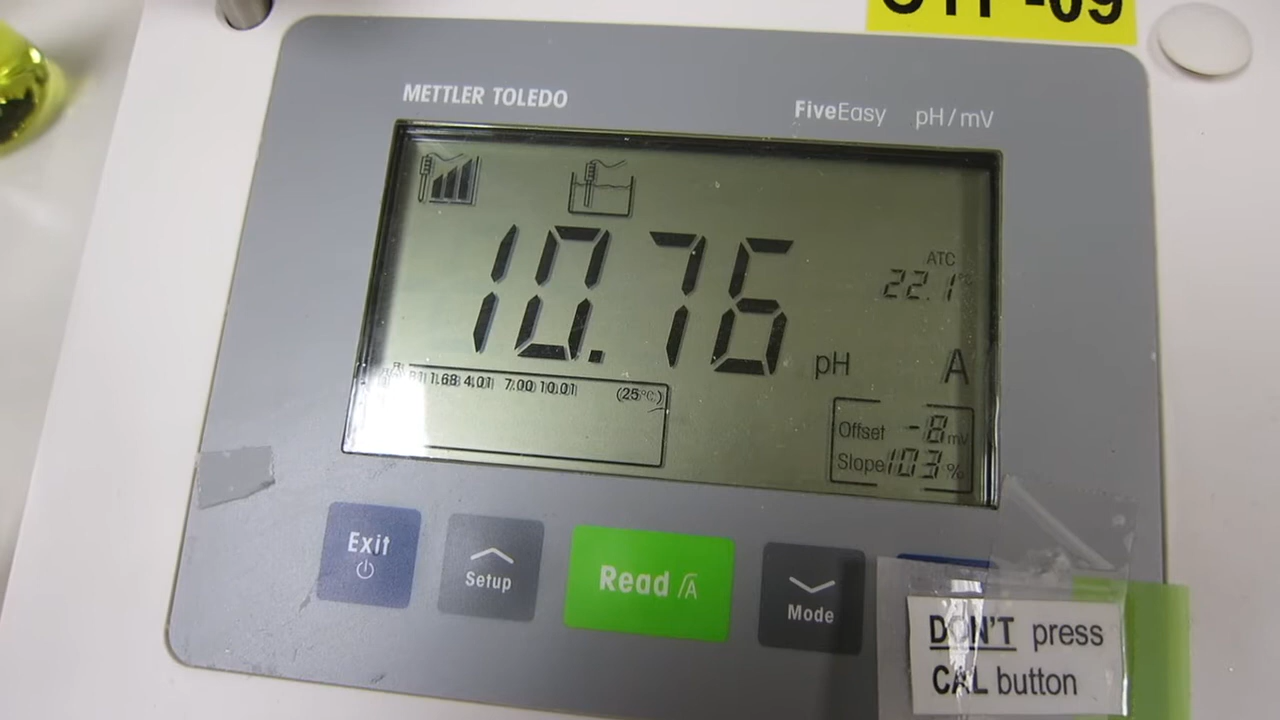 METTLER TOLEDO
FiveEasy pH/mV
ATC
22.1°C
10.76
pH A
1.68 4.01 7.00 10.01 (25°C)
Offset -8 mV
Slope 103 %
Exit
Setup
Read /A
Mode
DON'T press
CAL button